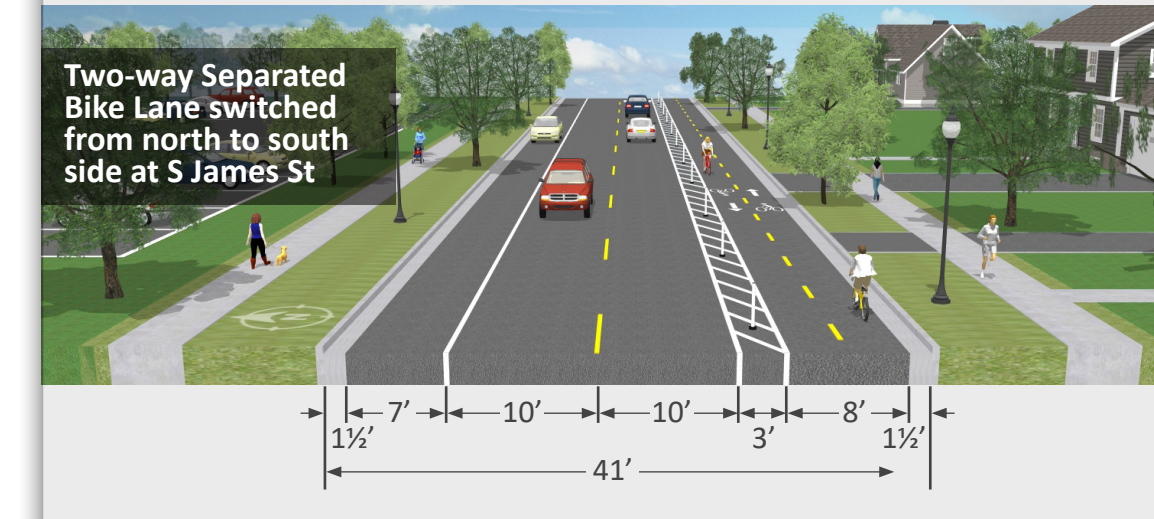 Two-way Separated
Bike Lane switched
from north to south
side at S James St
7’ 10’ 10’ 8’
1½’ 3’ 1½’
41’